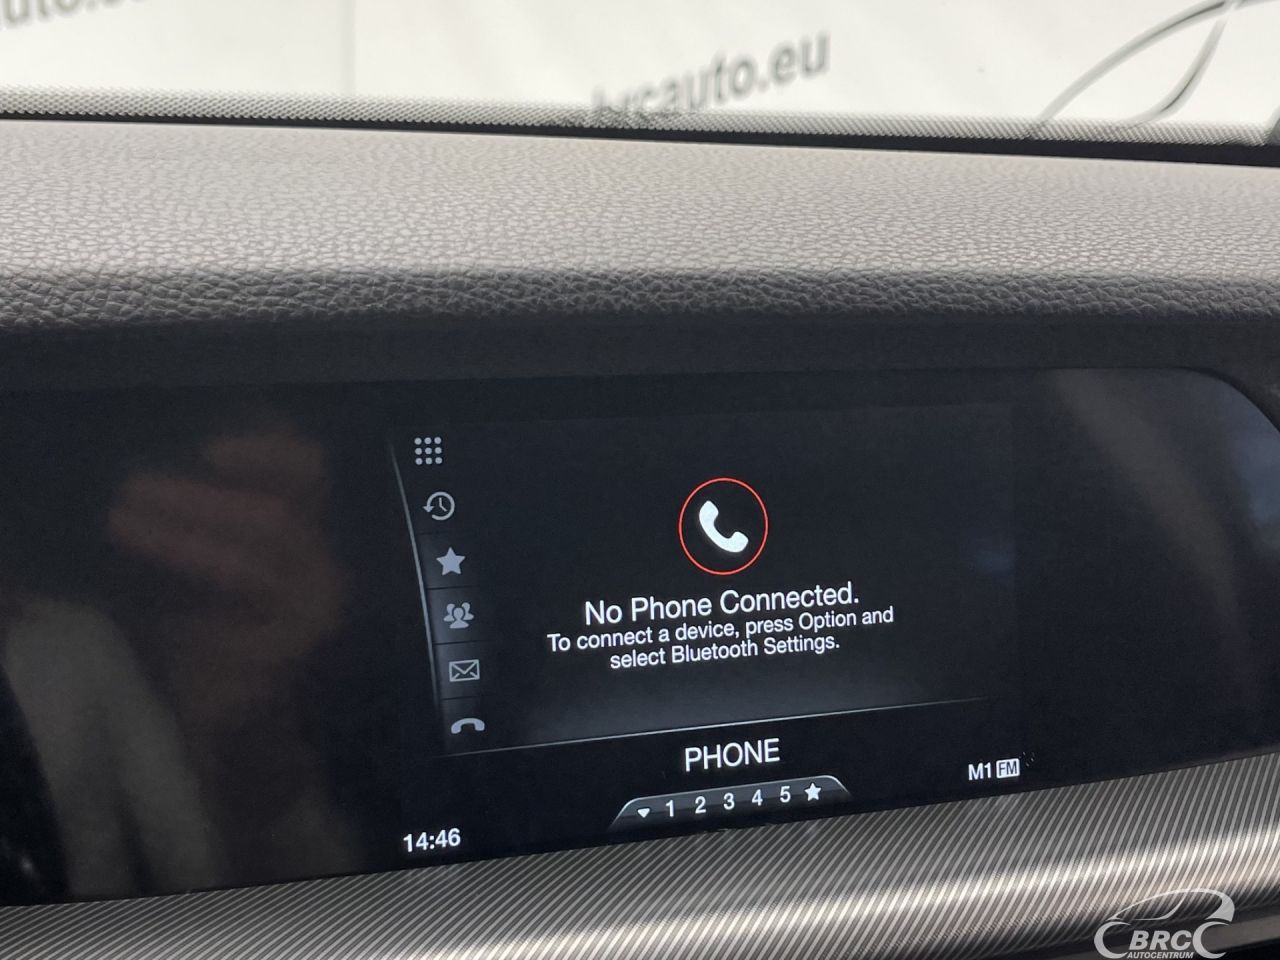 brcauto.eu
No Phone Connected.
To connect a device, press Option and
select Bluetooth Settings.
PHONE
M1 FM
1 2 3 4 5
14:46
BRC
AUTOCENTRUM